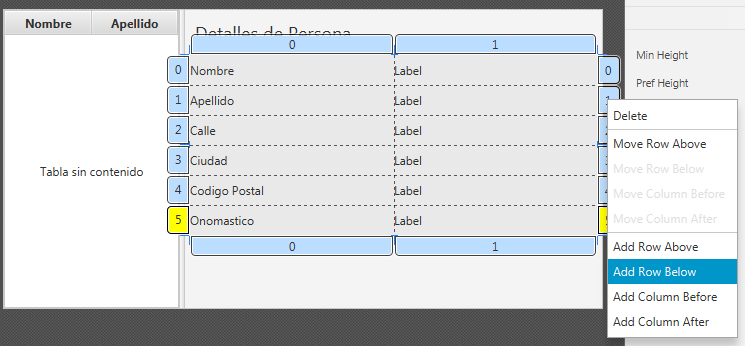 Nombre Apellido
Detalles de Persona
0 1
0 Nombre Label 0
1 Apellido Label 1
2 Calle Label 2
3 Ciudad Label 3
4 Codigo Postal Label 4
5 Onomastico Label 5
0 1
Tabla sin contenido
Min Height
Pref Height
Delete
Move Row Above
Move Row Below
Move Column Before
Move Column After
Add Row Above
Add Row Below
Add Column Before
Add Column After